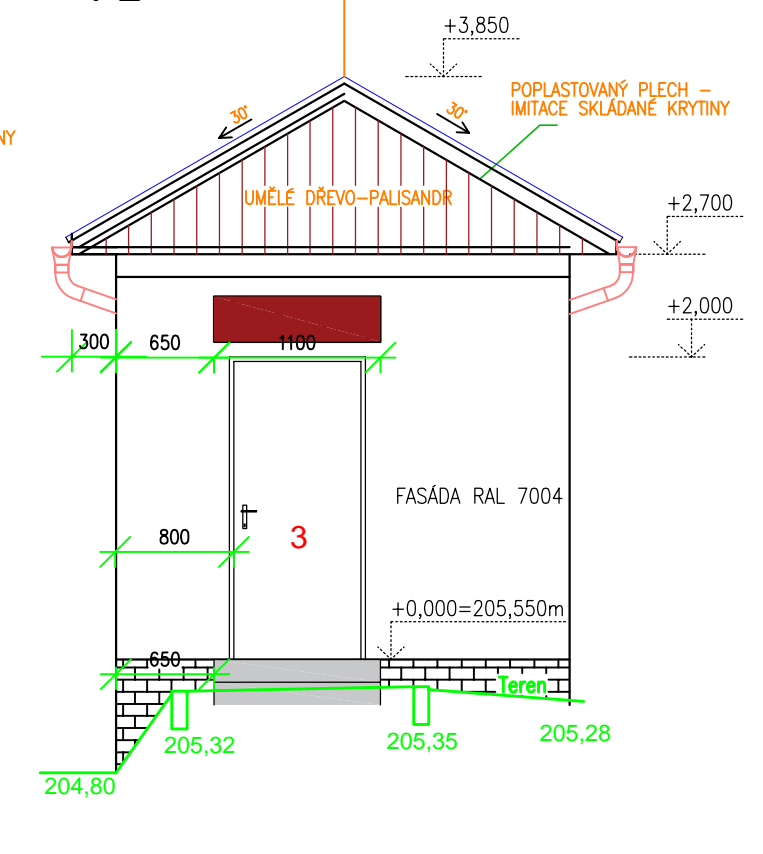 +3,850
30°
30°
POPLASTOVANÝ PLECH –
IMITACE SKLÁDANÉ KRYTINY
NY
UMĚLÉ DŘEVO–PALISANDR
+2,700
+2,000
300
650
1100
FASÁDA RAL 7004
800
3
+0,000=205,550m
650
Teren
205,32
205,35
205,28
204,80